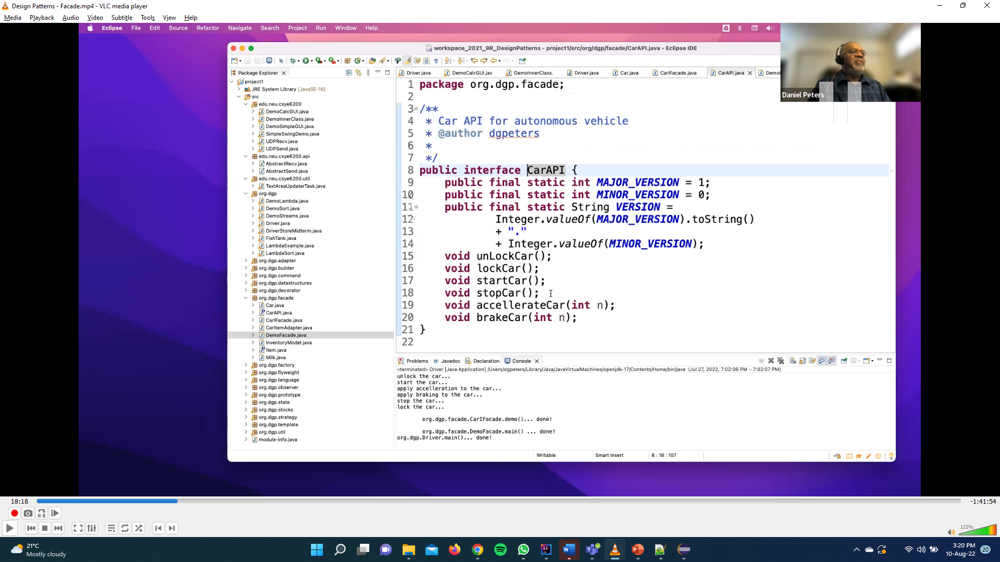 Design Patterns - Facade.mp4 - VLC media player
Media Playback Audio Video Subtitle Tools View Help
Eclipse File Edit Source Refactor Navigate Search Project Run Window Help
workspace_2021_9R_DesignPatterns - project1/src/org/dgp/facade/CarAPI.java - Eclipse IDE
Package Explorer
Driver.java DemoCalcGUI.jav DemoInnerClass. Driver.java Car.java CarIFacade.java CarAPI.java Demo
Daniel Peters
project1
JRE System Library [JavaSE-16]
src
edu.neu.csye6200
DemoCalcGUI.java
DemoInnerClass.java
DemoSimpleGUI.java
SimpleSwingDemo.java
UDPRecv.java
UDPSend.java
edu.neu.csye6200.api
AbstractRecv.java
AbstractSend.java
edu.neu.csye6200.util
TextAreaUpdaterTask.java
org.dgp
DemoLambda.java
DemoSort.java
DemoStreams.java
Driver.java
DriverStoreMidterm.java
FishTank.java
LambdaExample.java
LambdaSort.java
org.dgp.adapter
org.dgp.builder
org.dgp.command
org.dgp.datastructures
org.dgp.decorator
org.dgp.facade
Car.java
CarAPI.java
CarIFacade.java
CarItemAdapter.java
DemoFacade.java
InventoryModel.java
Item.java
Milk.java
org.dgp.factory
org.dgp.flyweight
org.dgp.language
org.dgp.observer
org.dgp.prototype
org.dgp.state
org.dgp.stocks
org.dgp.strategy
org.dgp.template
org.dgp.util
module-info.java
1 package org.dgp.facade;
2
3 /**
4 * Car API for autonomous vehicle
5 * @author dgpeters
6 *
7 */
8 public interface CarAPI {
9 public final static int MAJOR_VERSION = 1;
10 public final static int MINOR_VERSION = 0;
11 public final static String VERSION =
12 Integer.valueOf(MAJOR_VERSION).toString()
13 + "."
14 + Integer.valueOf(MINOR_VERSION);
15 void unLockCar();
16 void lockCar();
17 void startCar();
18 void stopCar();
19 void accellerateCar(int n);
20 void brakeCar(int n);
21 }
22
Problems Javadoc Declaration Console
<terminated> Driver [Java Application] /Users/dgpeters/Library/Java/JavaVirtualMachines/openjdk-17/Contents/Home/bin/java (Jul 27, 2022, 7:02:06 PM – 7:02:07 PM)
unlock the car...
start the car...
apply accelleration to the car...
apply braking to the car...
stop the car...
lock the car...
org.dgp.facade.CarIFacade.demo()... done!
org.dgp.facade.DemoFacade.main() ... done!
org.dgp.Driver.main()... done!
Writable Smart Insert 8 : 18 : 107
18:18 -1:41:54
125%
21°C
Mostly cloudy
3:20 PM
10-Aug-22
20